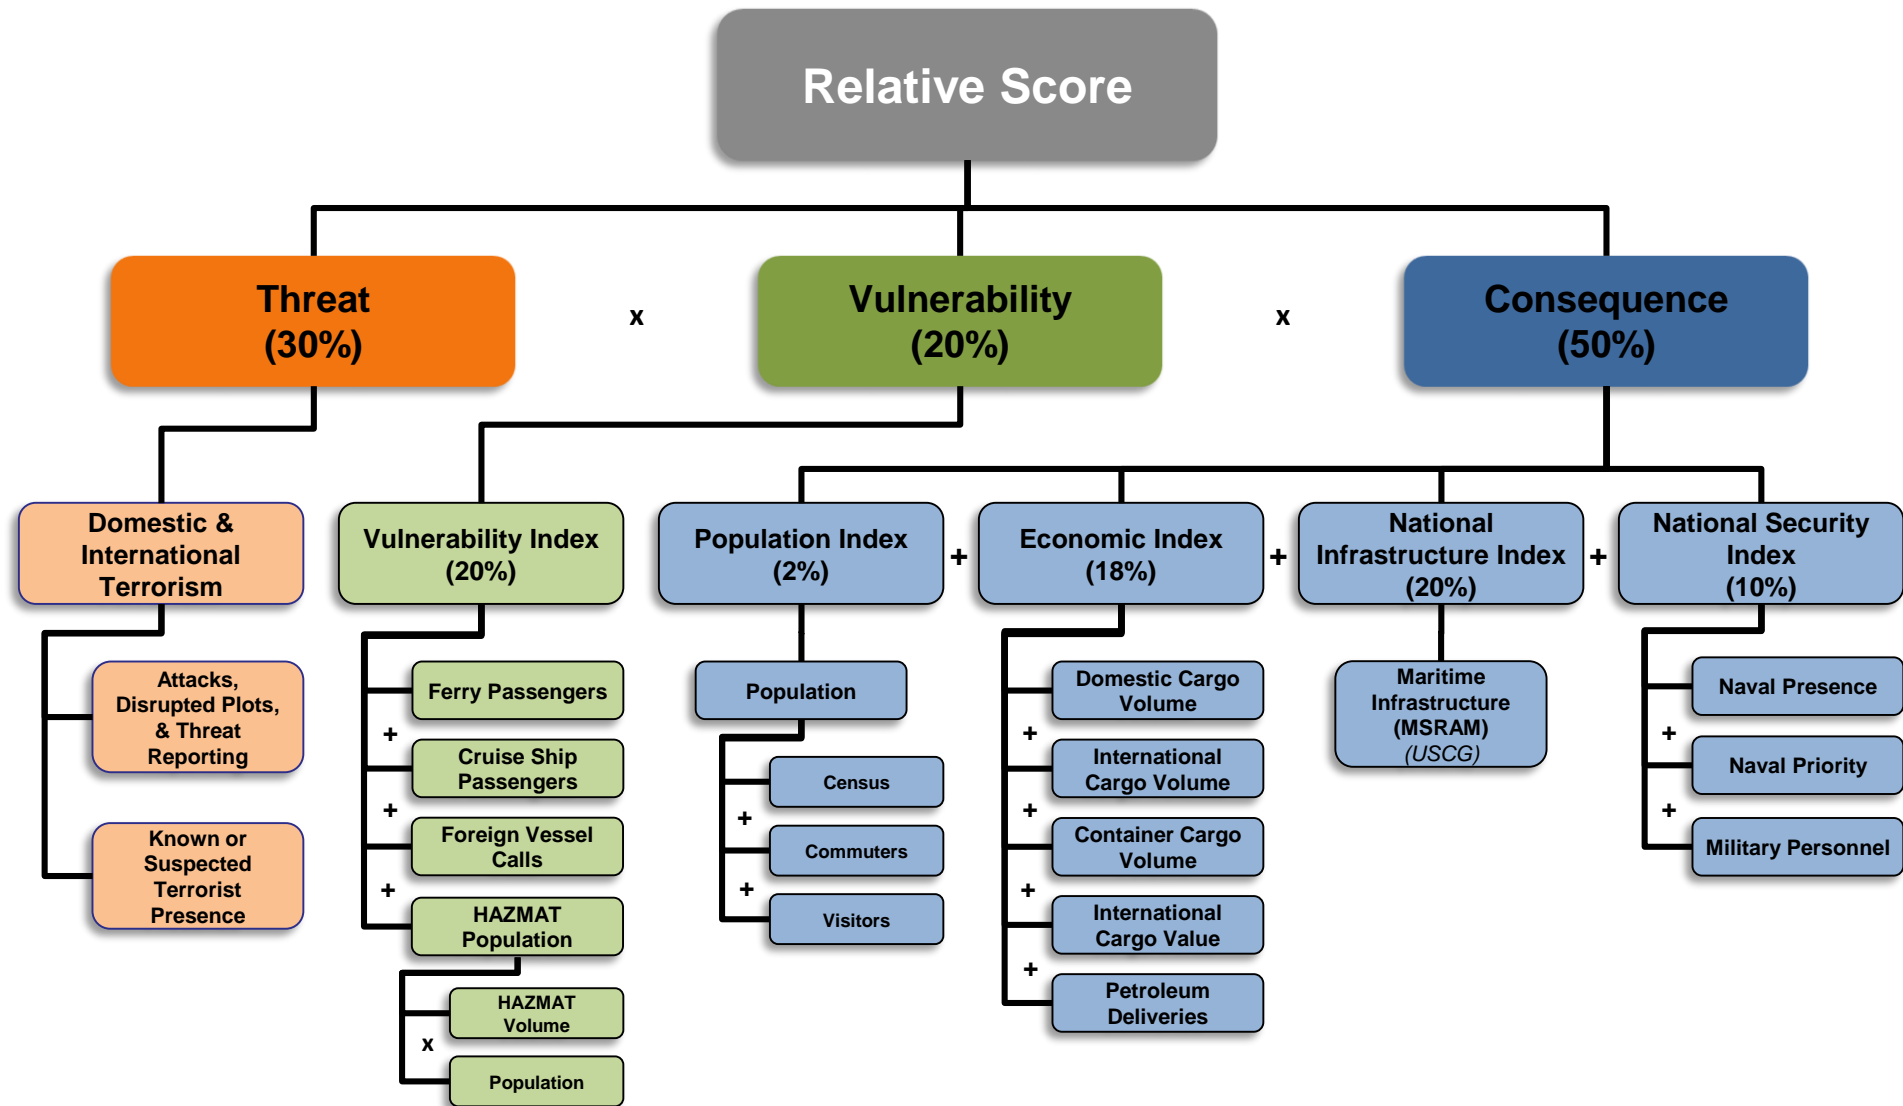 Relative Score
Threat
(30%)
x
Vulnerability
(20%)
x
Consequence
(50%)
Domestic &
International
Terrorism
Attacks,
Disrupted Plots,
& Threat
Reporting
Known or
Suspected
Terrorist
Presence
Vulnerability Index
(20%)
Ferry Passengers
+
Cruise Ship
Passengers
+
Foreign Vessel
Calls
+
HAZMAT
Population
HAZMAT
Volume
x
Population
Population Index
(2%)
Population
Census
+
Commuters
+
Visitors
+
Economic Index
(18%)
Domestic Cargo
Volume
+
International
Cargo Volume
+
Container Cargo
Volume
+
International
Cargo Value
+
Petroleum
Deliveries
+
National
Infrastructure Index
(20%)
Maritime
Infrastructure
(MSRAM)
(USCG)
+
National Security
Index
(10%)
Naval Presence
+
Naval Priority
+
Military Personnel